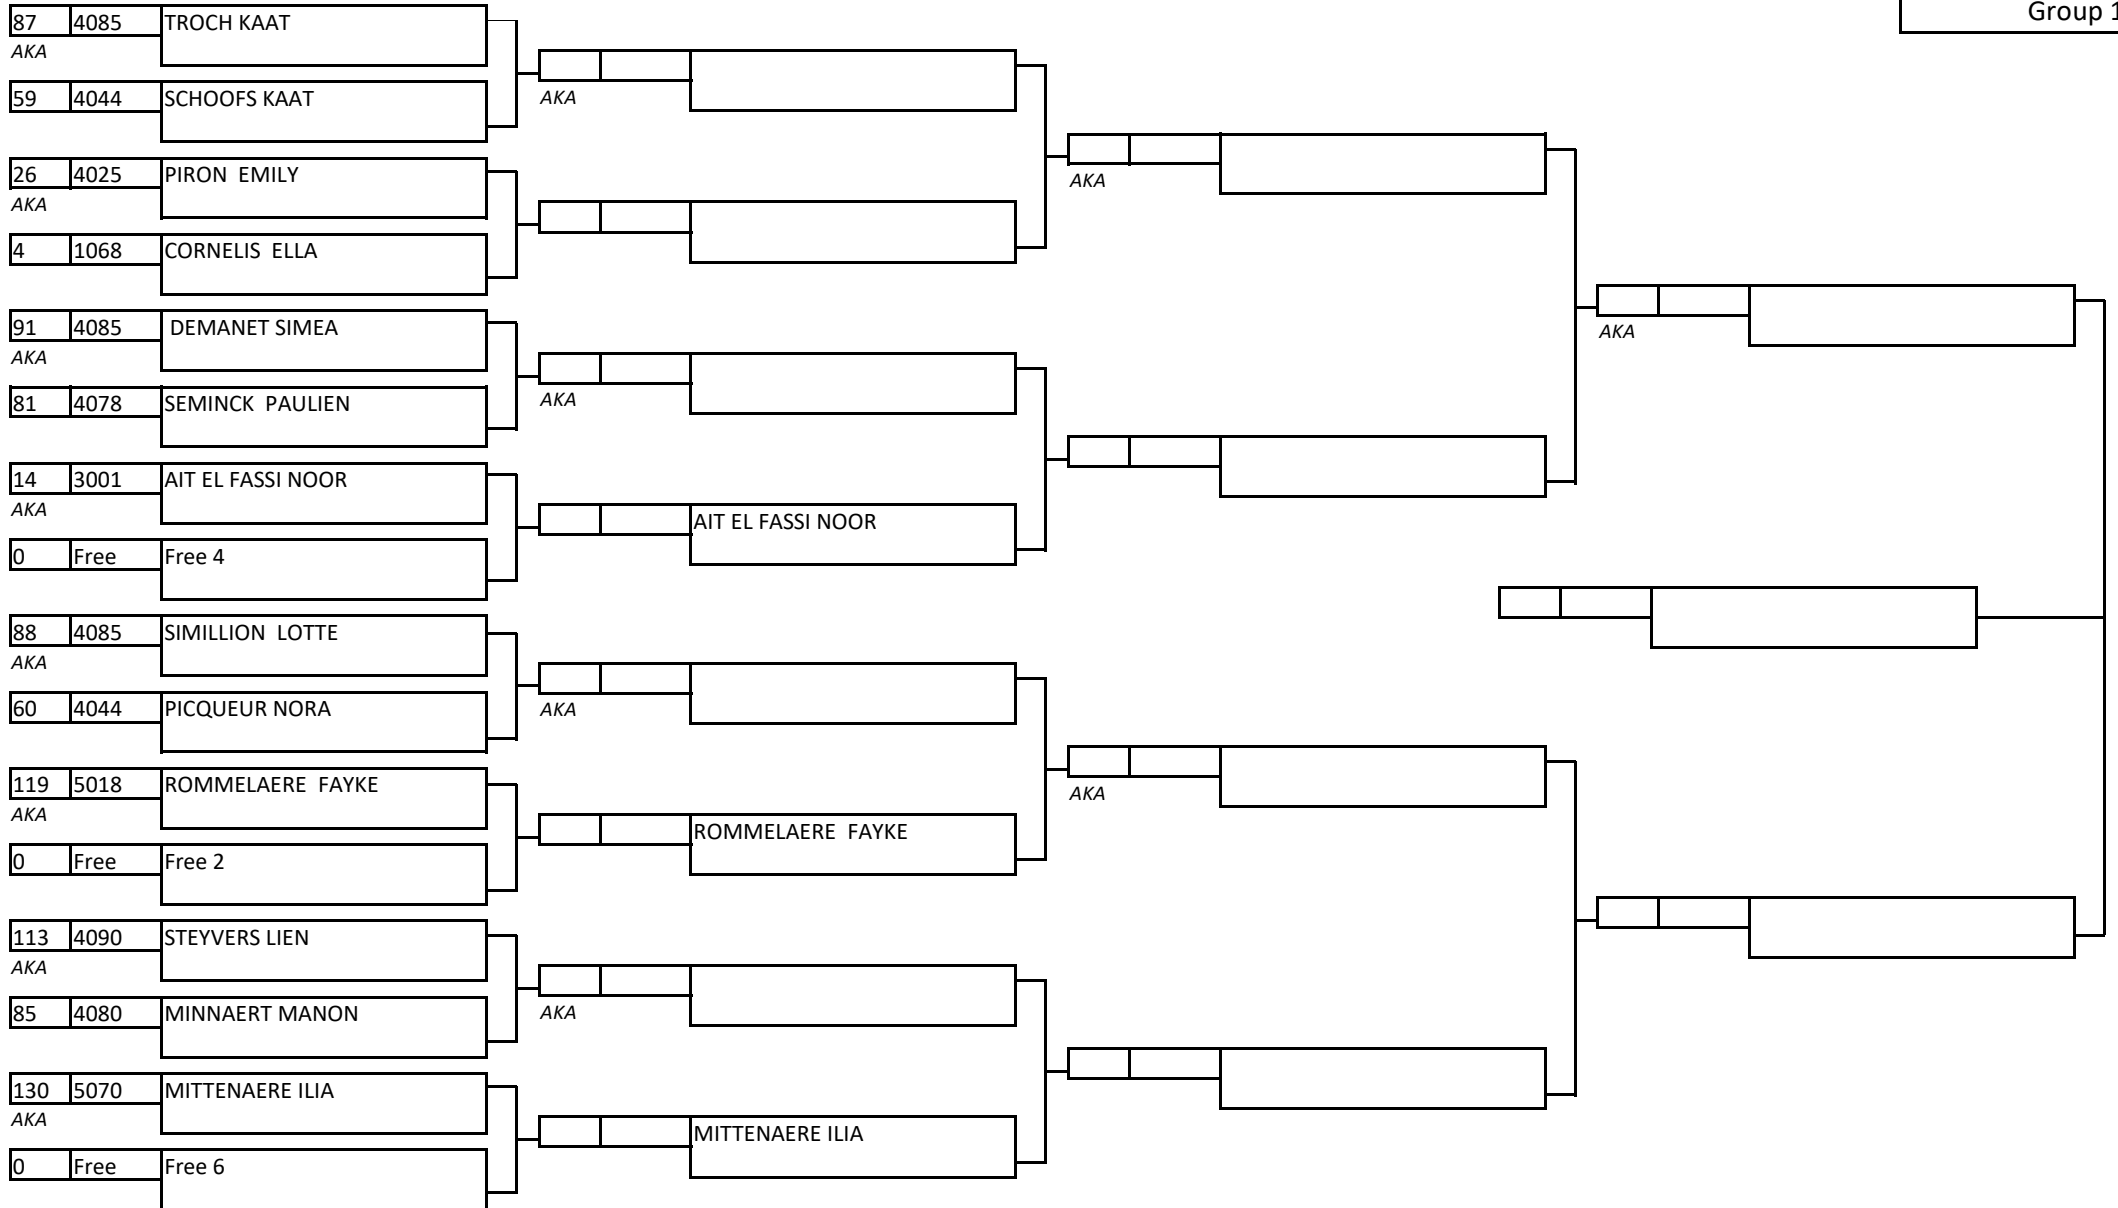 Group 1
87 4085 TROCH KAAT
AKA
59 4044 SCHOOFS KAAT
AKA
26 4025 PIRON  EMILY
AKA
AKA
4 1068 CORNELIS  ELLA
91 4085 DEMANET SIMEA
AKA
AKA
81 4078 SEMINCK  PAULIEN
AKA
14 3001 AIT EL FASSI NOOR
AKA
AIT EL FASSI NOOR
0 Free Free 4
88 4085 SIMILLION  LOTTE
AKA
60 4044 PICQUEUR NORA
AKA
119 5018 ROMMELAERE  FAYKE
AKA
AKA
ROMMELAERE  FAYKE
0 Free Free 2
113 4090 STEYVERS LIEN
AKA
85 4080 MINNAERT MANON
AKA
130 5070 MITTENAERE ILIA
AKA
MITTENAERE ILIA
0 Free Free 6